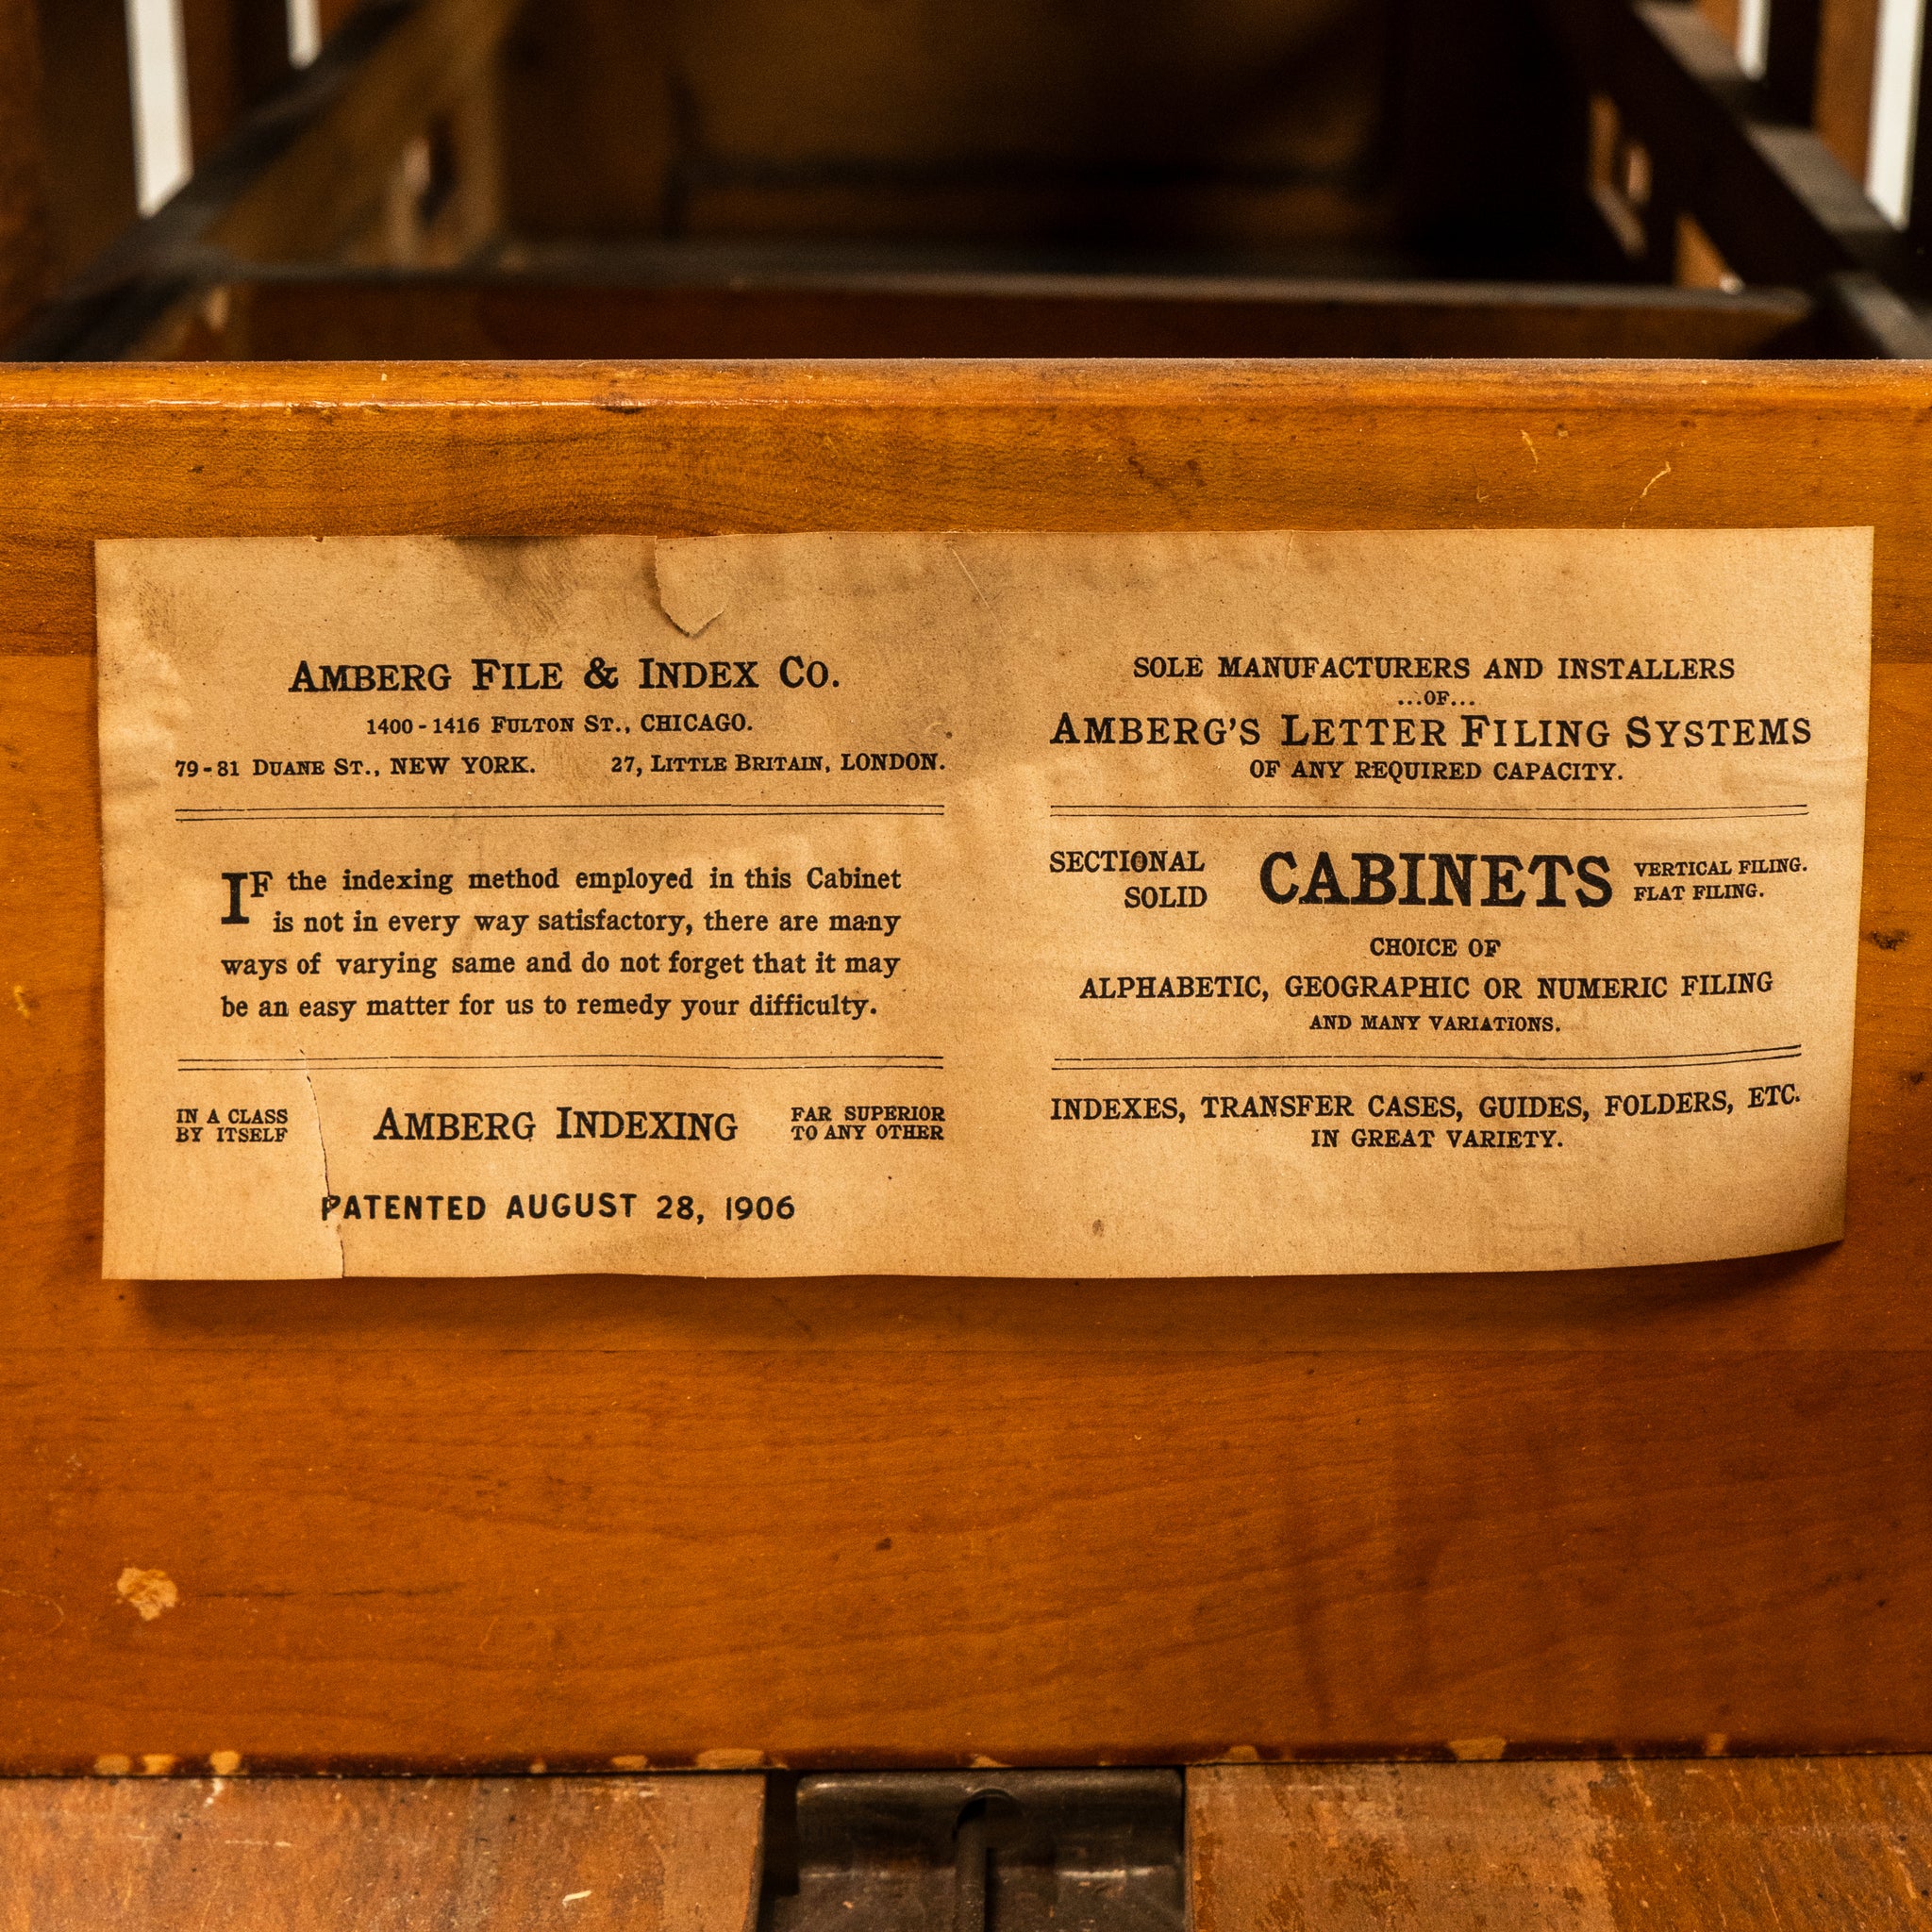 AMBERG FILE & INDEX CO.
1400-1416 FULTON ST., CHICAGO.
79-81 DUANE ST., NEW YORK. 27, LITTLE BRITAIN, LONDON.
IF the indexing method employed in this Cabinet
is not in every way satisfactory, there are many
ways of varying same and do not forget that it may
be an easy matter for us to remedy your difficulty.
IN A CLASS
BY ITSELF
AMBERG INDEXING
FAR SUPERIOR
TO ANY OTHER
PATENTED AUGUST 28, 1906
SOLE MANUFACTURERS AND INSTALLERS
...OF...
AMBERG'S LETTER FILING SYSTEMS
OF ANY REQUIRED CAPACITY.
SECTIONAL
SOLID
CABINETS
VERTICAL FILING.
FLAT FILING.
CHOICE OF
ALPHABETIC, GEOGRAPHIC OR NUMERIC FILING
AND MANY VARIATIONS.
INDEXES, TRANSFER CASES, GUIDES, FOLDERS, ETC.
IN GREAT VARIETY.